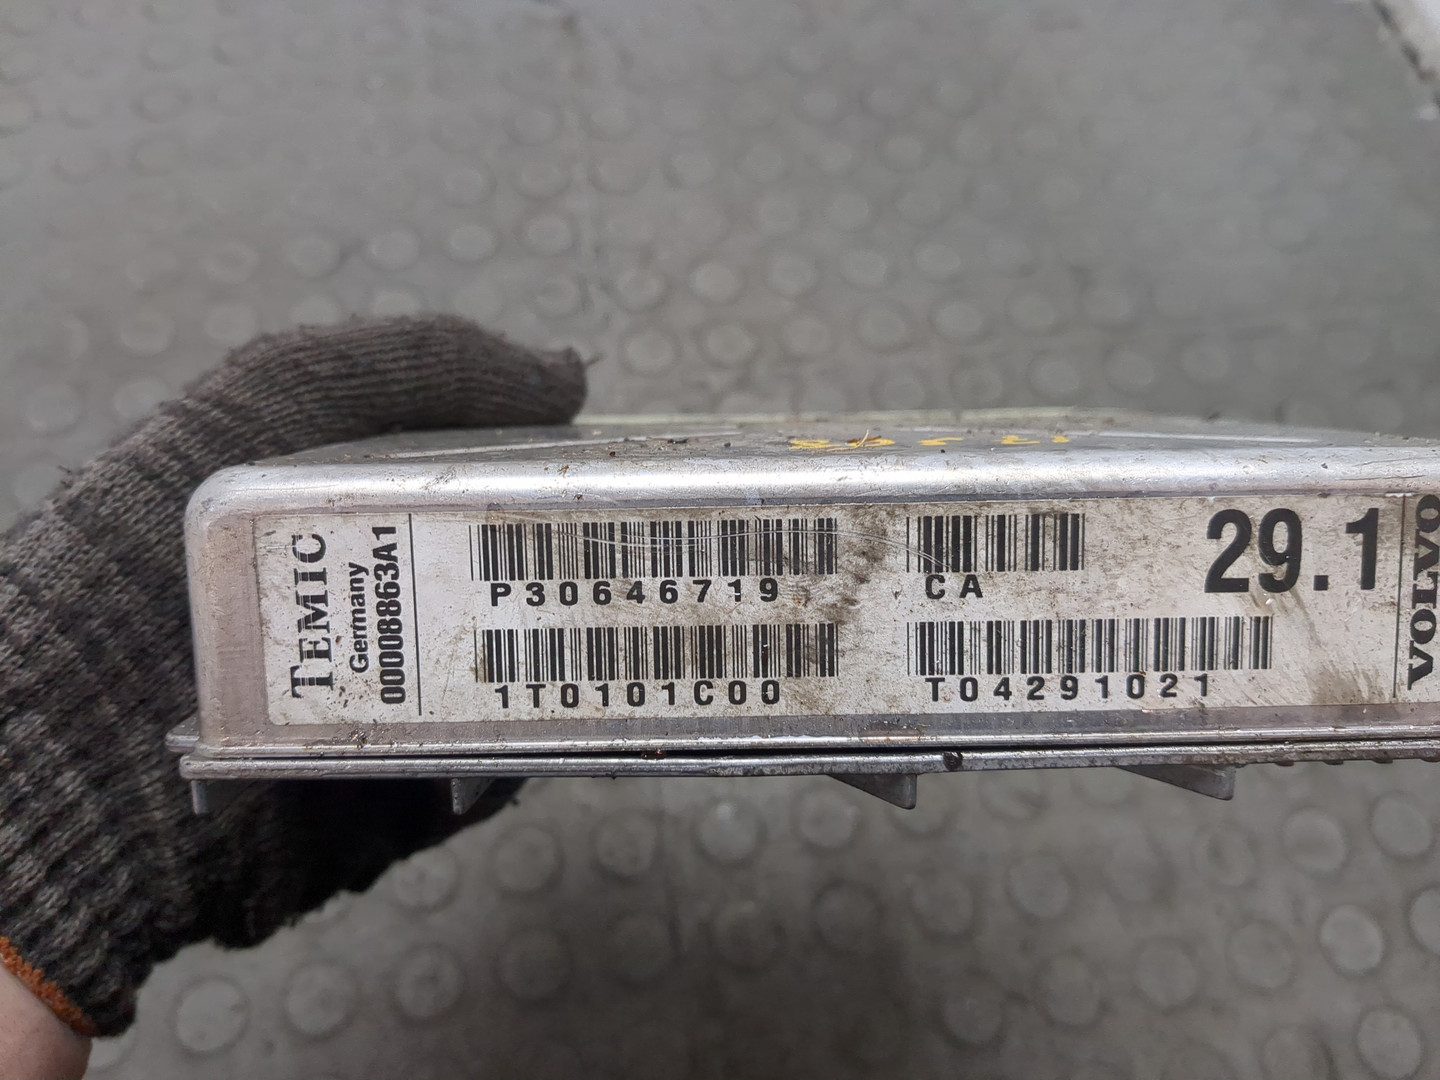 TEMIC
Germany
00008863A1
P30646719
CA
29.1
1T0101C00
T04291021
VOLVO